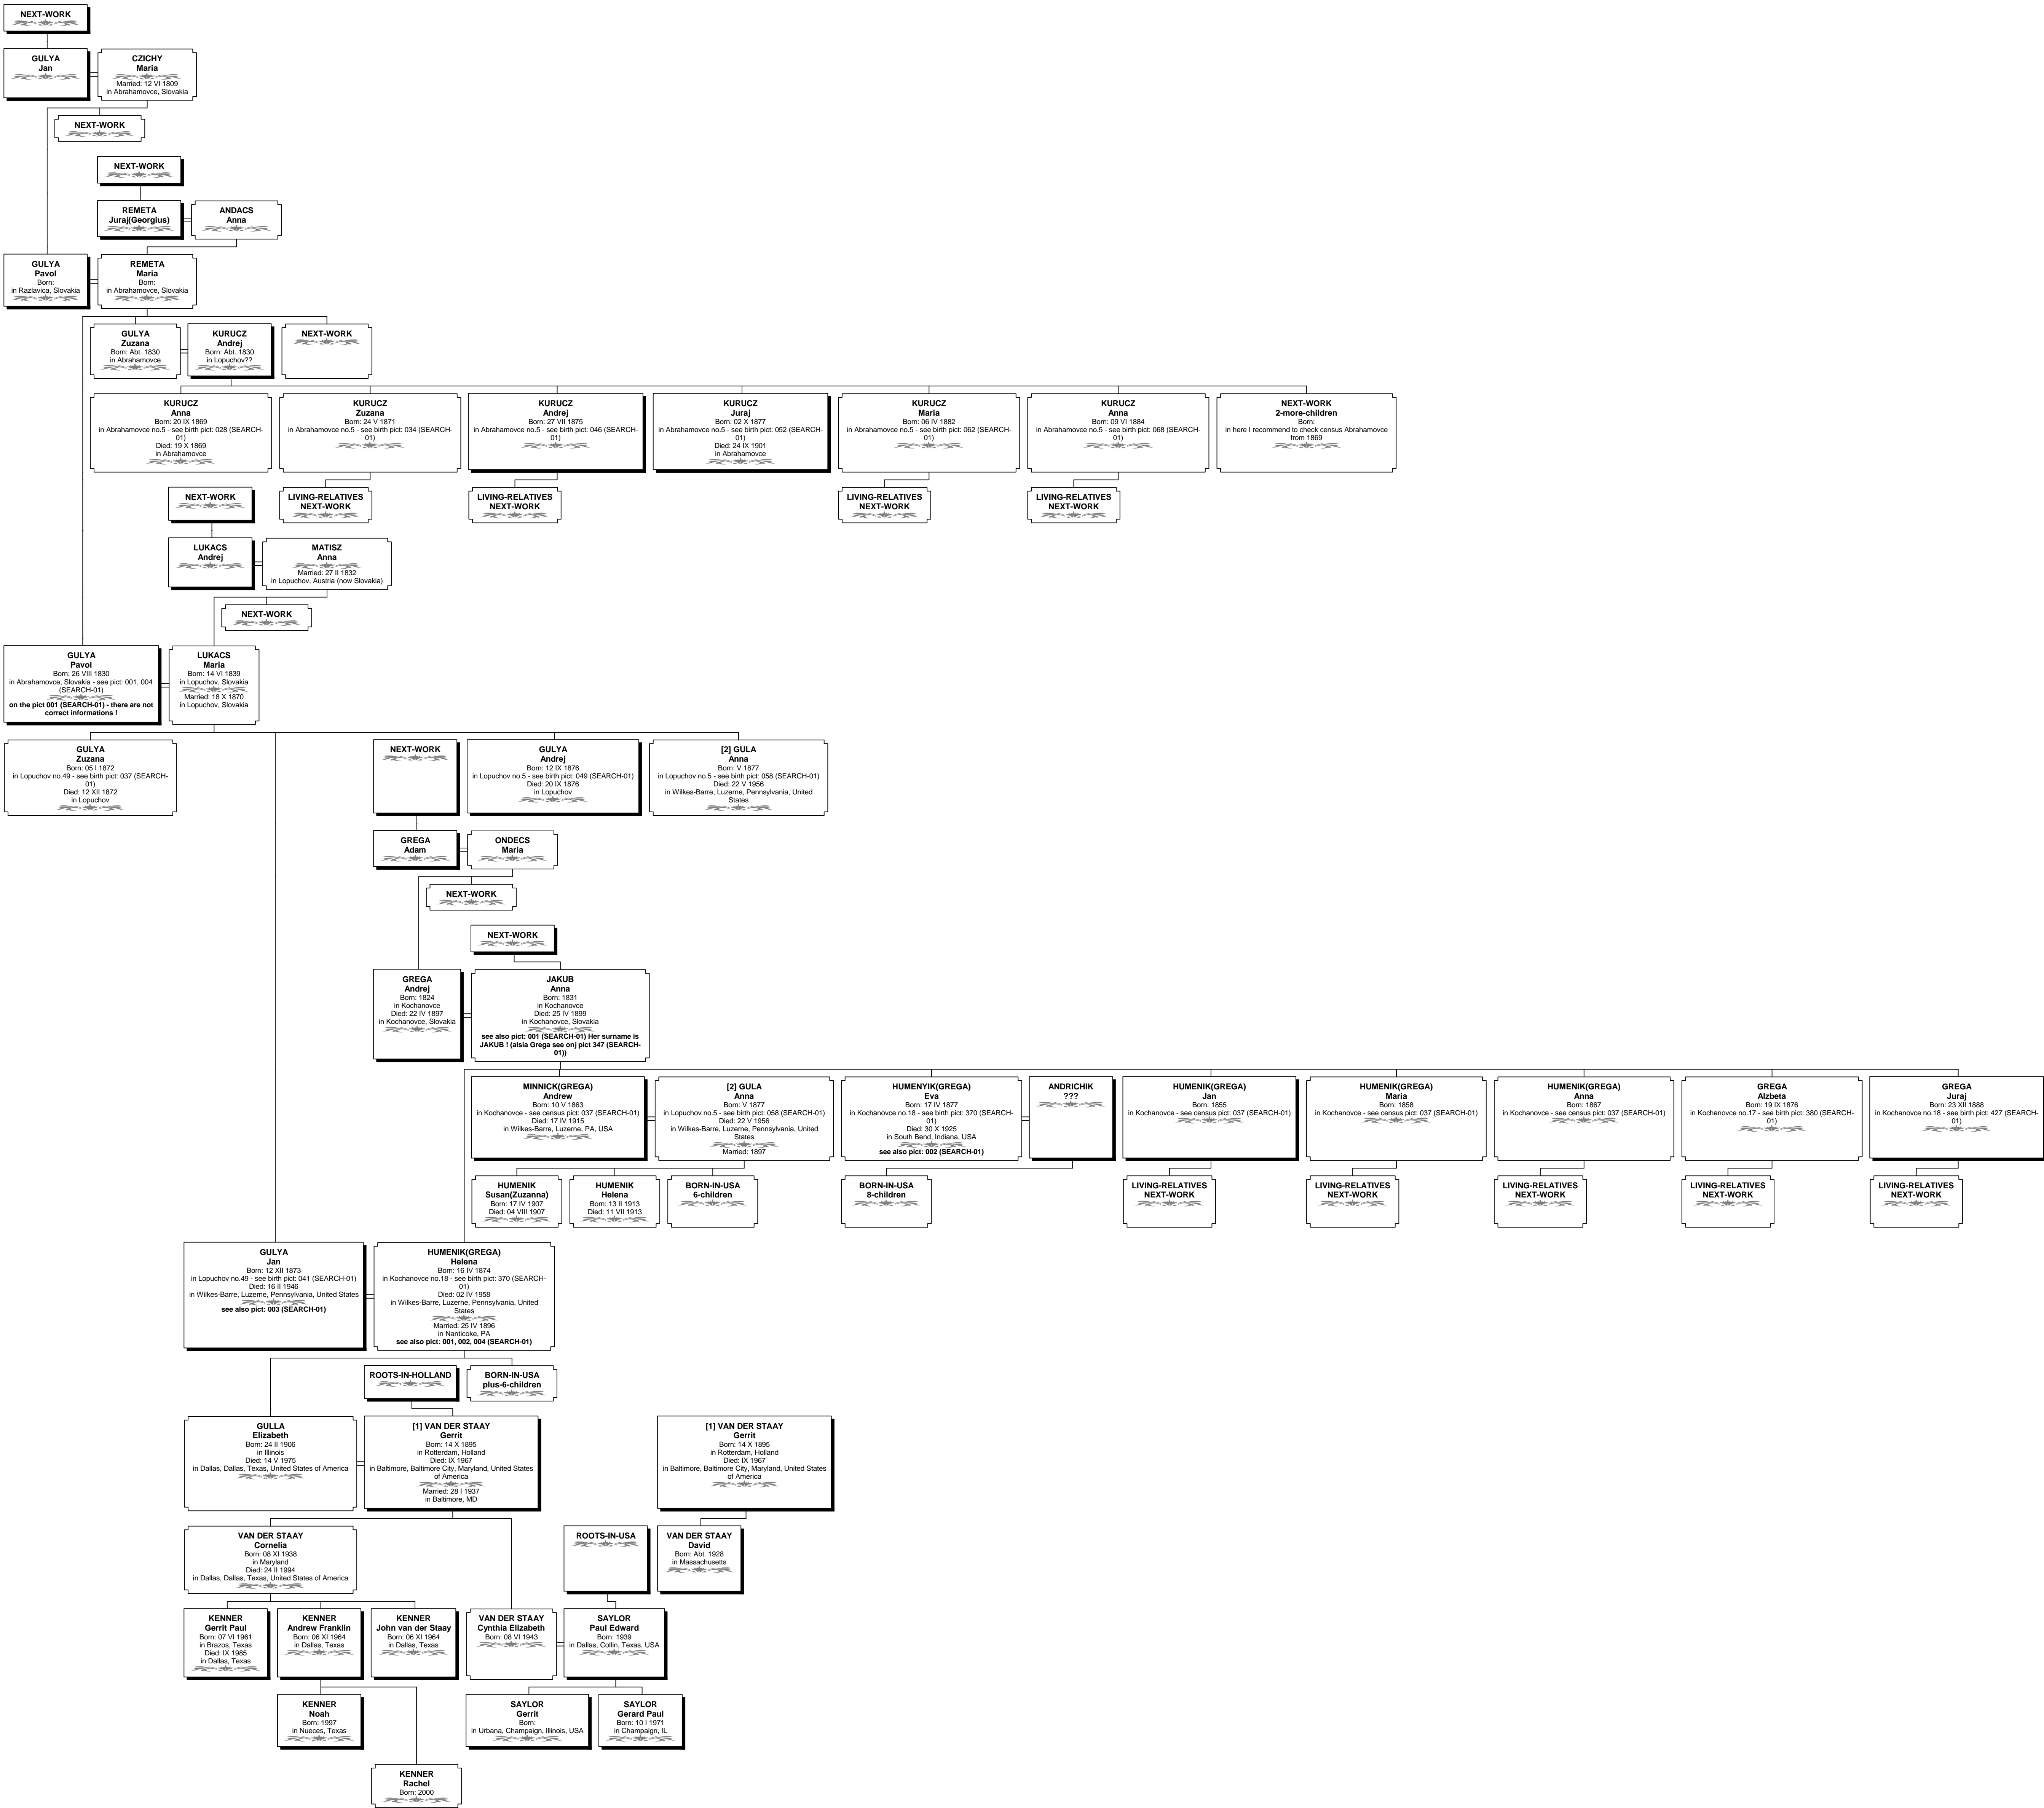 NEXT-WORK
GULYA
Jan
CZICHY
Maria
Married: 12 VI 1809
in Abrahamovce, Slovakia
NEXT-WORK
NEXT-WORK
REMETA
Juraj(Georgius)
ANDACS
Anna
GULYA
Pavol
Born:
in Razlavica, Slovakia
REMETA
Maria
Born:
in Abrahamovce, Slovakia
GULYA
Zuzana
Born: Abt. 1830
in Abrahamovce
KURUCZ
Andrej
Born: Abt. 1830
in Lopuchov??
NEXT-WORK
KURUCZ
Anna
Born: 20 IX 1869
in Abrahamovce no.5 - see birth pict: 028 (SEARCH-
01)
Died: 19 X 1869
in Abrahamovce
KURUCZ
Zuzana
Born: 24 V 1871
in Abrahamovce no.5 - see birth pict: 034 (SEARCH-
01)
KURUCZ
Andrej
Born: 27 VII 1875
in Abrahamovce no.5 - see birth pict: 046 (SEARCH-
01)
KURUCZ
Juraj
Born: 02 X 1877
in Abrahamovce no.5 - see birth pict: 052 (SEARCH-
01)
Died: 24 IX 1901
in Abrahamovce
KURUCZ
Maria
Born: 06 IV 1882
in Abrahamovce no.5 - see birth pict: 062 (SEARCH-
01)
KURUCZ
Anna
Born: 09 VI 1884
in Abrahamovce no.5 - see birth pict: 068 (SEARCH-
01)
NEXT-WORK
2-more-children
Born:
in here I recommend to check census Abrahamovce
from 1869
NEXT-WORK
LIVING-RELATIVES
NEXT-WORK
LIVING-RELATIVES
NEXT-WORK
LIVING-RELATIVES
NEXT-WORK
LIVING-RELATIVES
NEXT-WORK
LUKACS
Andrej
MATISZ
Anna
Married: 27 II 1832
in Lopuchov, Austria (now Slovakia)
NEXT-WORK
GULYA
Pavol
Born: 26 VIII 1830
in Abrahamovce, Slovakia - see pict: 001, 004
(SEARCH-01)
on the pict 001 (SEARCH-01) - there are not
correct informations !
LUKACS
Maria
Born: 14 VI 1839
in Lopuchov, Slovakia
Married: 18 X 1870
in Lopuchov, Slovakia
GULYA
Zuzana
Born: 05 I 1872
in Lopuchov no.49 - see birth pict: 037 (SEARCH-
01)
Died: 12 XII 1872
in Lopuchov
NEXT-WORK
GULYA
Andrej
Born: 12 IX 1876
in Lopuchov no.5 - see birth pict: 049 (SEARCH-01)
Died: 20 IX 1876
in Lopuchov
[2] GULA
Anna
Born: V 1877
in Lopuchov no.5 - see birth pict: 058 (SEARCH-01)
Died: 22 V 1956
in Wilkes-Barre, Luzerne, Pennsylvania, United
States
GREGA
Adam
ONDECS
Maria
NEXT-WORK
NEXT-WORK
GREGA
Andrej
Born: 1824
in Kochanovce
Died: 22 IV 1897
in Kochanovce, Slovakia
JAKUB
Anna
Born: 1831
in Kochanovce
Died: 25 IV 1899
in Kochanovce, Slovakia
see also pict: 001 (SEARCH-01) Her surname is
JAKUB ! (alsia Grega see onj pict 347 (SEARCH-
01))
MINNICK(GREGA)
Andrew
Born: 10 V 1863
in Kochanovce - see census pict: 037 (SEARCH-01)
Died: 17 IV 1915
in Wilkes-Barre, Luzerne, PA, USA
[2] GULA
Anna
Born: V 1877
in Lopuchov no.5 - see birth pict: 058 (SEARCH-01)
Died: 22 V 1956
in Wilkes-Barre, Luzerne, Pennsylvania, United
States
Married: 1897
HUMENYIK(GREGA)
Eva
Born: 17 IV 1877
in Kochanovce no.18 - see birth pict: 370 (SEARCH-
01)
Died: 30 X 1925
in South Bend, Indiana, USA
see also pict: 002 (SEARCH-01)
ANDRICHIK
???
HUMENIK(GREGA)
Jan
Born: 1855
in Kochanovce - see census pict: 037 (SEARCH-01)
HUMENIK(GREGA)
Maria
Born: 1858
in Kochanovce - see census pict: 037 (SEARCH-01)
HUMENIK(GREGA)
Anna
Born: 1867
in Kochanovce - see census pict: 037 (SEARCH-01)
GREGA
Alzbeta
Born: 19 IX 1876
in Kochanovce no.17 - see birth pict: 380 (SEARCH-
01)
GREGA
Juraj
Born: 23 XII 1888
in Kochanovce no.18 - see birth pict: 427 (SEARCH-
01)
HUMENIK
Susan(Zuzanna)
Born: 17 IV 1907
Died: 04 VIII 1907
HUMENIK
Helena
Born: 13 II 1913
Died: 11 VII 1913
BORN-IN-USA
6-children
BORN-IN-USA
8-children
LIVING-RELATIVES
NEXT-WORK
LIVING-RELATIVES
NEXT-WORK
LIVING-RELATIVES
NEXT-WORK
LIVING-RELATIVES
NEXT-WORK
LIVING-RELATIVES
NEXT-WORK
GULYA
Jan
Born: 12 XII 1873
in Lopuchov no.49 - see birth pict: 041 (SEARCH-01)
Died: 16 II 1946
in Wilkes-Barre, Luzerne, Pennsylvania, United States
see also pict: 003 (SEARCH-01)
HUMENIK(GREGA)
Helena
Born: 16 IV 1874
in Kochanovce no.18 - see birth pict: 370 (SEARCH-
01)
Died: 02 IV 1958
in Wilkes-Barre, Luzerne, Pennsylvania, United
States
Married: 25 IV 1896
in Nanticoke, PA
see also pict: 001, 002, 004 (SEARCH-01)
ROOTS-IN-HOLLAND
BORN-IN-USA
plus-6-children
GULLA
Elizabeth
Born: 24 II 1906
in Illinois
Died: 14 V 1975
in Dallas, Dallas, Texas, United States of America
[1] VAN DER STAAY
Gerrit
Born: 14 X 1895
in Rotterdam, Holland
Died: IX 1967
in Baltimore, Baltimore City, Maryland, United States
of America
Married: 28 I 1937
in Baltimore, MD
[1] VAN DER STAAY
Gerrit
Born: 14 X 1895
in Rotterdam, Holland
Died: IX 1967
in Baltimore, Baltimore City, Maryland, United States
of America
VAN DER STAAY
Cornelia
Born: 08 XI 1938
in Maryland
Died: 24 II 1994
in Dallas, Dallas, Texas, United States of America
ROOTS-IN-USA
VAN DER STAAY
David
Born: Abt. 1928
in Massachusetts
KENNER
Gerrit Paul
Born: 07 VI 1961
in Brazos, Texas
Died: IX 1985
in Dallas, Texas
KENNER
Andrew Franklin
Born: 06 XI 1964
in Dallas, Texas
KENNER
John van der Staay
Born: 06 XI 1964
in Dallas, Texas
VAN DER STAAY
Cynthia Elizabeth
Born: 08 VI 1943
SAYLOR
Paul Edward
Born: 1939
in Dallas, Collin, Texas, USA
KENNER
Noah
Born: 1997
in Nueces, Texas
SAYLOR
Gerrit
Born:
in Urbana, Champaign, Illinois, USA
SAYLOR
Gerard Paul
Born: 10 I 1971
in Champaign, IL
KENNER
Rachel
Born: 2000